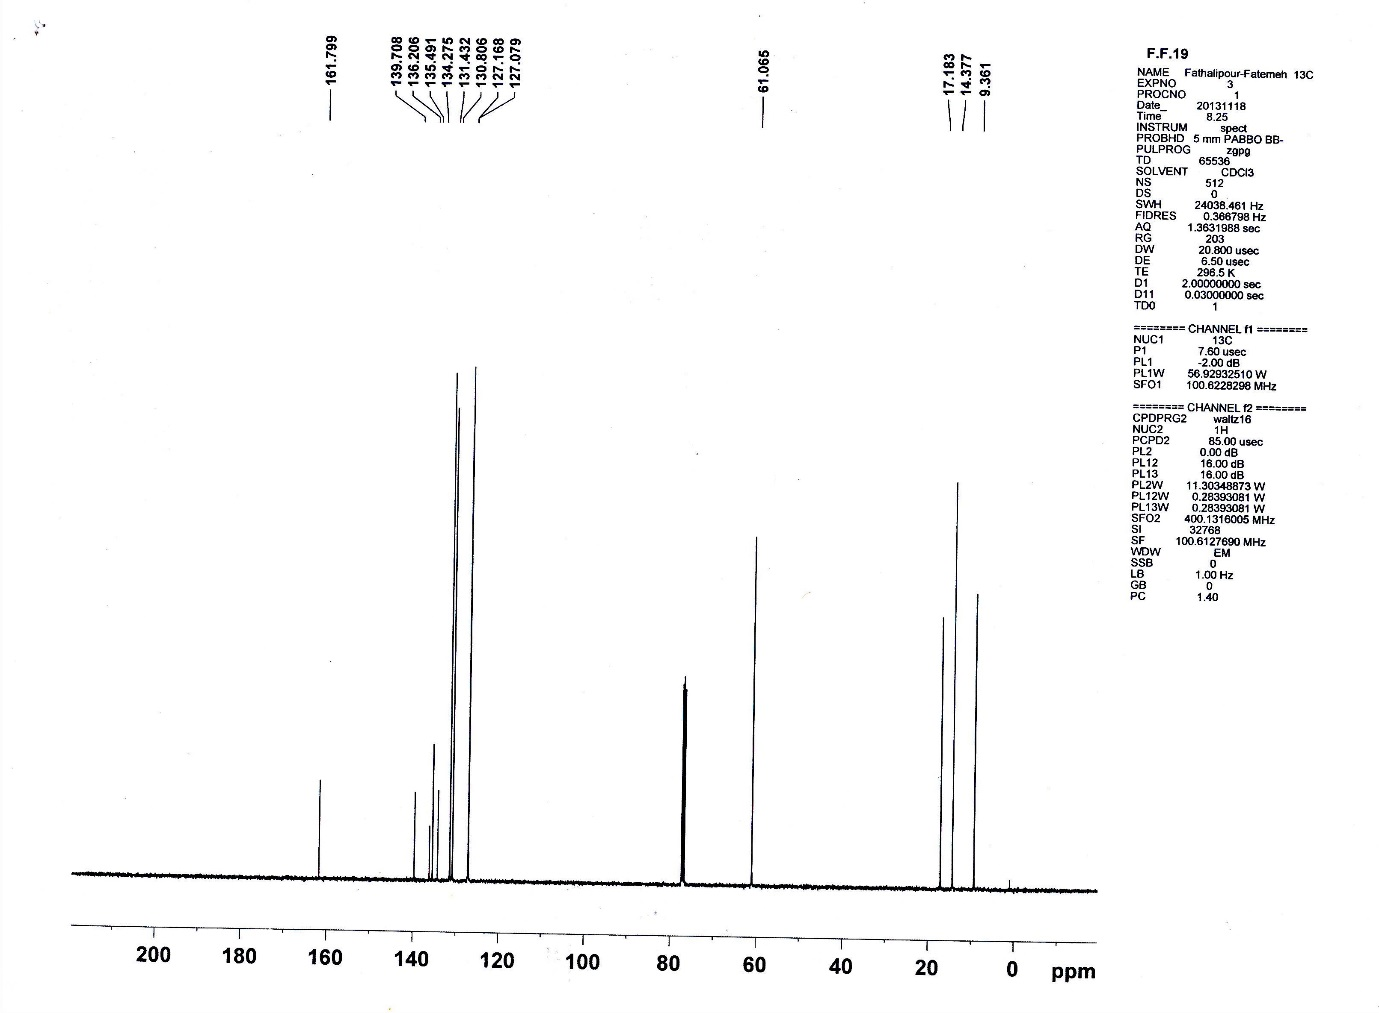 161.799
139.708
136.206
135.491
134.275
131.432
130.806
127.168
127.079
61.065
17.183
14.377
9.361
F.F.19
NAME Fathalipour-Fatemeh 13C
EXPNO 3
PROCNO 1
Date_ 20131118
Time 8.25
INSTRUM spect
PROBHD 5 mm PABBO BB-
PULPROG zgpg
TD 65536
SOLVENT CDCl3
NS 512
DS 0
SWH 24038.461 Hz
FIDRES 0.366798 Hz
AQ 1.3631988 sec
RG 203
DW 20.800 usec
DE 6.50 usec
TE 296.5 K
D1 2.00000000 sec
D11 0.03000000 sec
TD0 1
======== CHANNEL f1 ========
NUC1 13C
P1 7.60 usec
PL1 -2.00 dB
PL1W 56.92932510 W
SFO1 100.6228298 MHz
======== CHANNEL f2 ========
CPDPRG2 waltz16
NUC2 1H
PCPD2 85.00 usec
PL2 0.00 dB
PL12 16.00 dB
PL13 16.00 dB
PL2W 11.30348873 W
PL12W 0.28393081 W
PL13W 0.28393081 W
SFO2 400.1316005 MHz
SI 32768
SF 100.6127690 MHz
WDW EM
SSB 0
LB 1.00 Hz
GB 0
PC 1.40
200 180 160 140 120 100 80 60 40 20 0 ppm